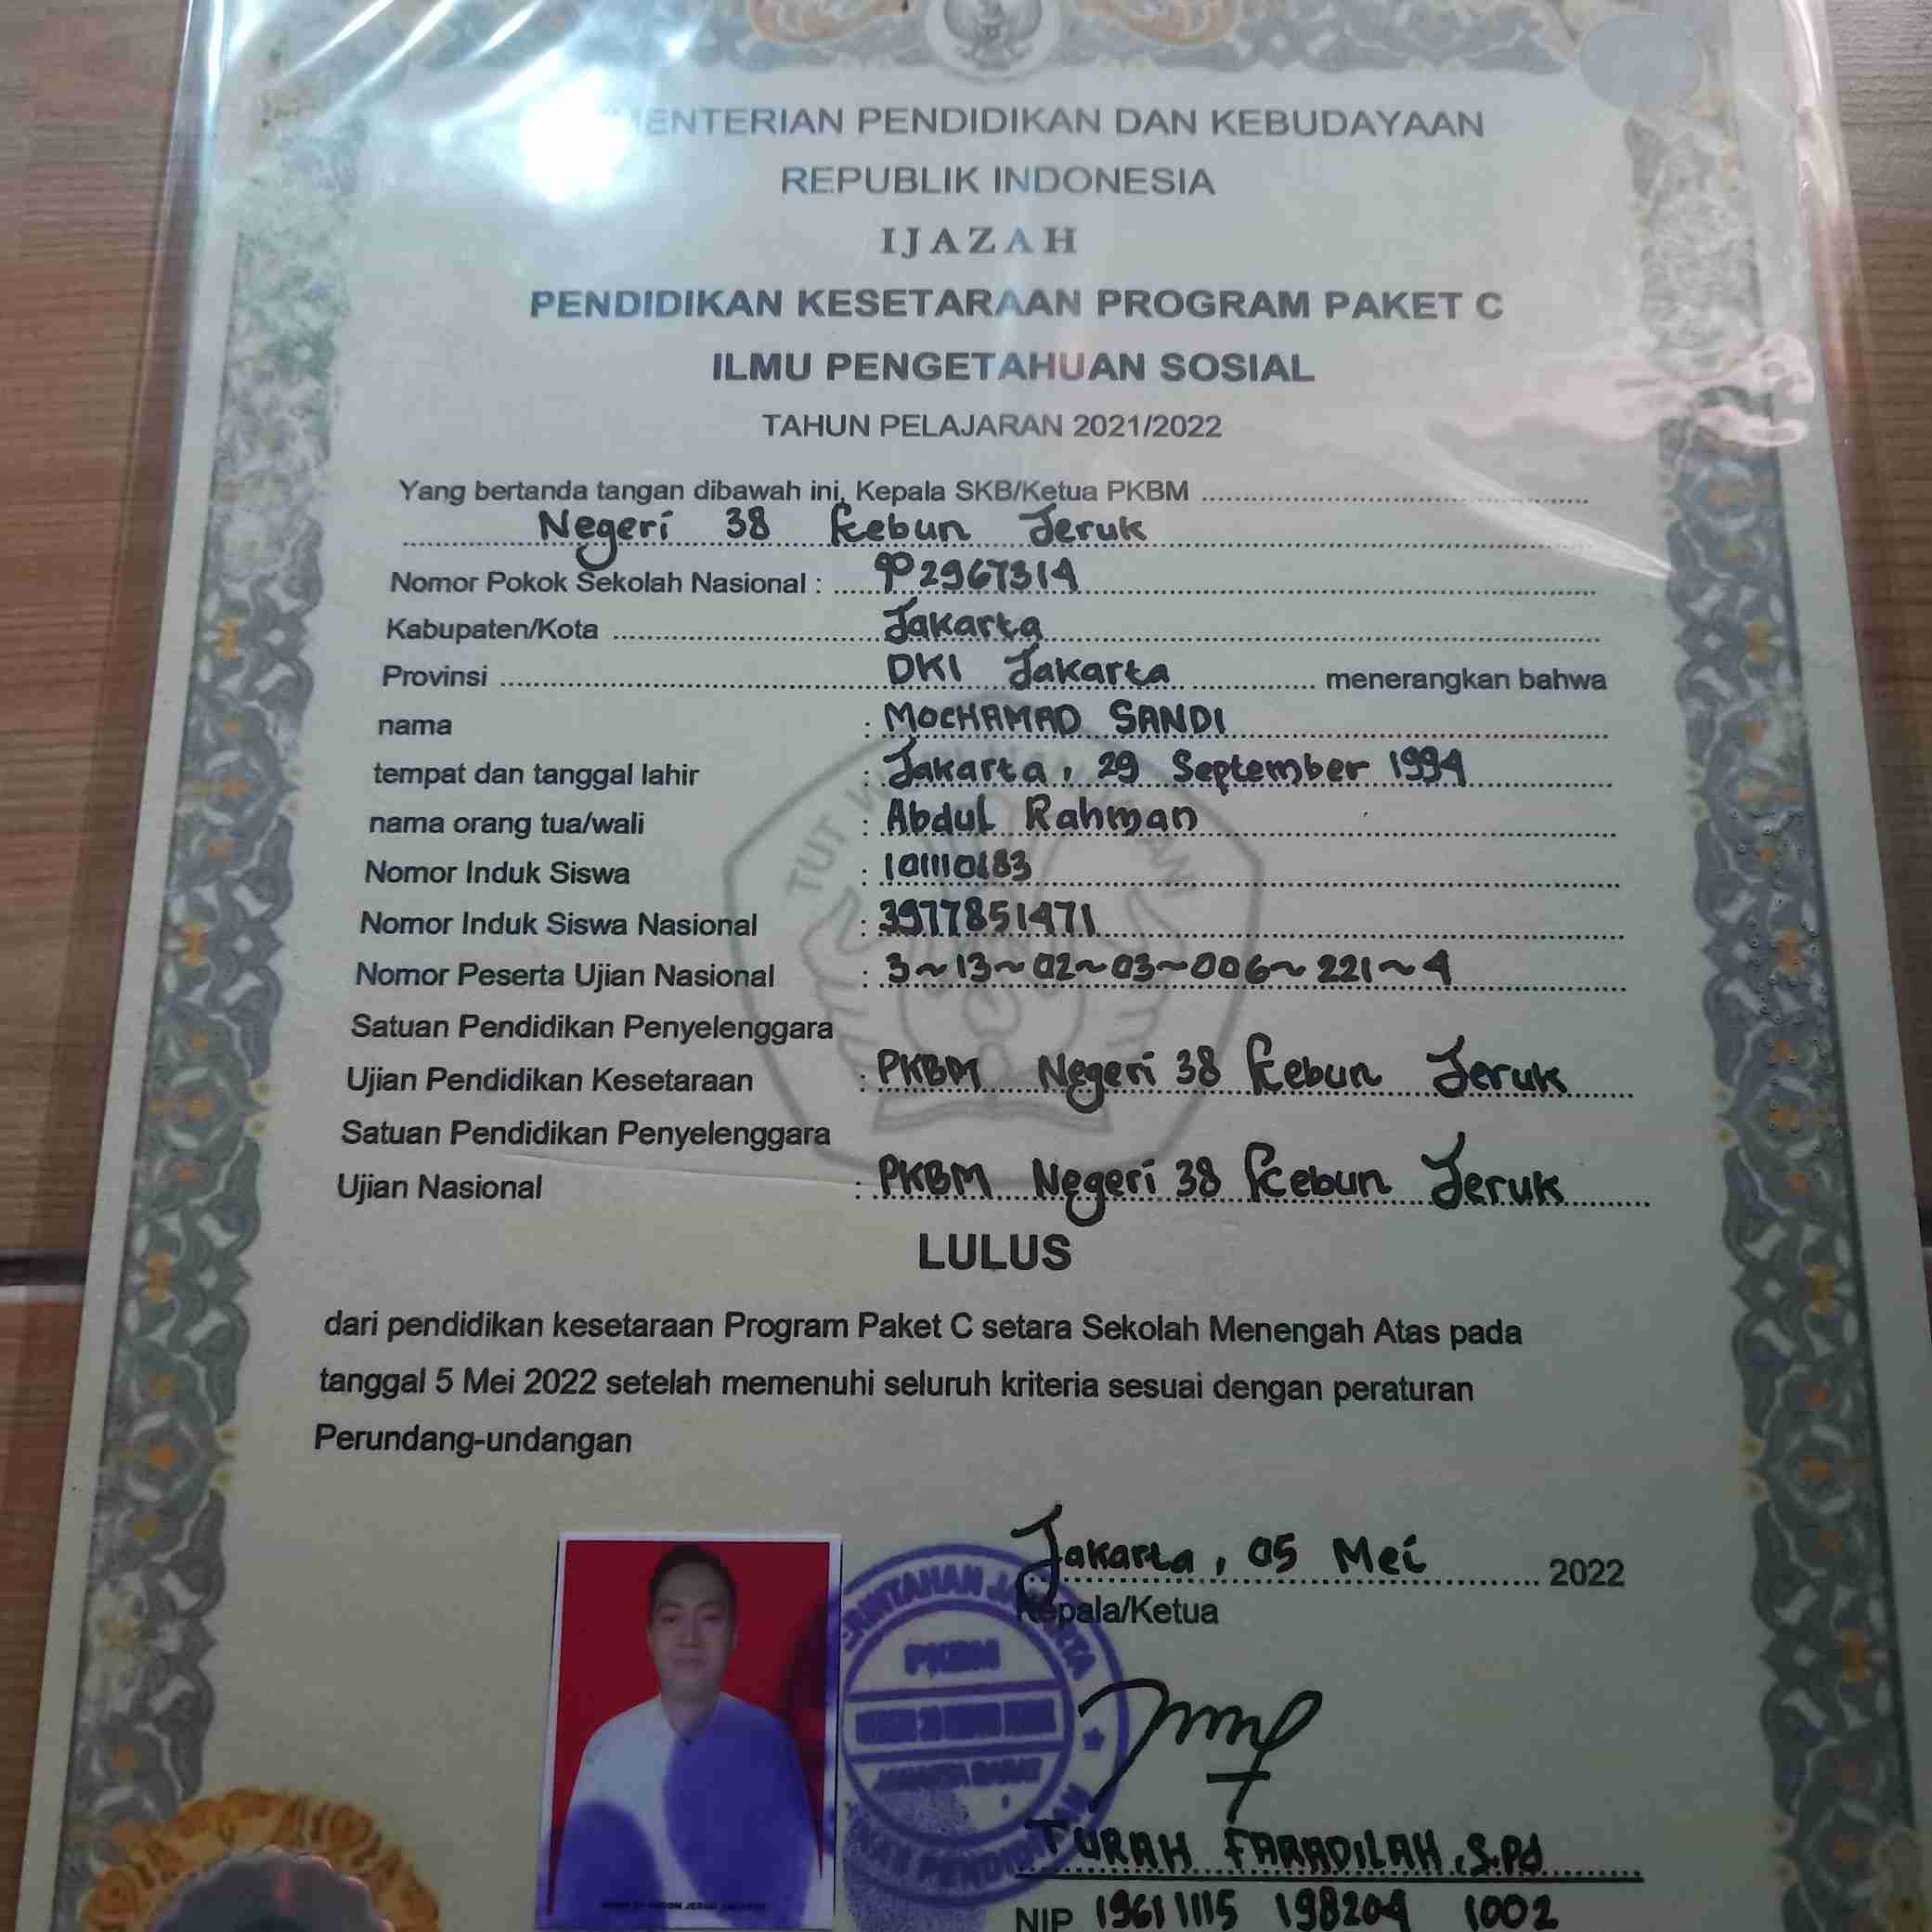 PENDIDIKAN DAN KEBUDAYAAN
REPUBLIK INDONESIA
IJAZAH
PENDIDIKAN KESETARAAN PROGRAM PAKET C
ILMU PENGETAHUAN SOSIAL
TAHUN PELAJARAN 2021/2022
Yang bertanda tangan dibawah ini, Kepala SKB/Ketua PKBM
Negeri 38 Kebun Jeruk
Nomor Pokok Sekolah Nasional : 2967314
Kabupaten/Kota Jakarta
Provinsi DKI Jakarta menerangkan bahwa
nama : MOCHAMAD SANDI
tempat dan tanggal lahir : Jakarta, 29 September 1994
nama orang tua/wali : Abdul Rahman
Nomor Induk Siswa :
Nomor Induk Siswa Nasional : 3977851471
Nomor Peserta Ujian Nasional : 3~13~02~03~006~221~4
Satuan Pendidikan Penyelenggara
Ujian Pendidikan Kesetaraan : PKBM Negeri 38 Kebun Jeruk
Satuan Pendidikan Penyelenggara
Ujian Nasional : PKBM Negeri 38 Kebun Jeruk
LULUS
dari pendidikan kesetaraan Program Paket C setara Sekolah Menengah Atas pada
tanggal 5 Mei 2022 setelah memenuhi seluruh kriteria sesuai dengan peraturan
Perundang-undangan
Jakarta, 05 Mei 2022
Kepala/Ketua
PKBM
TURAH FARADILAH, S.Pd
NIP 19611115 198204 1002